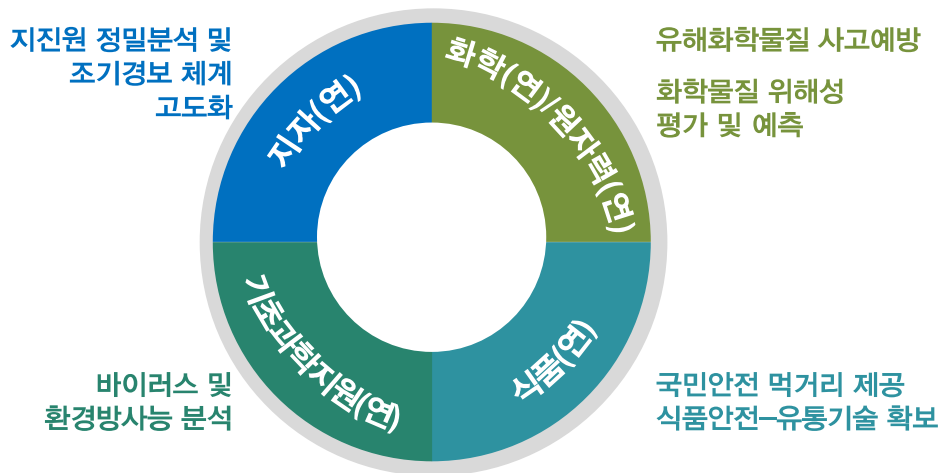 지진원 정밀분석 및
조기경보 체계
고도화
지자(연)
화학(연)/원자력(연)
유해화학물질 사고예방
화학물질 위해성
평가 및 예측
기초과학지원(연)
바이러스 및
환경방사능 분석
식품(연)
국민안전 먹거리 제공
식품안전–유통기술 확보